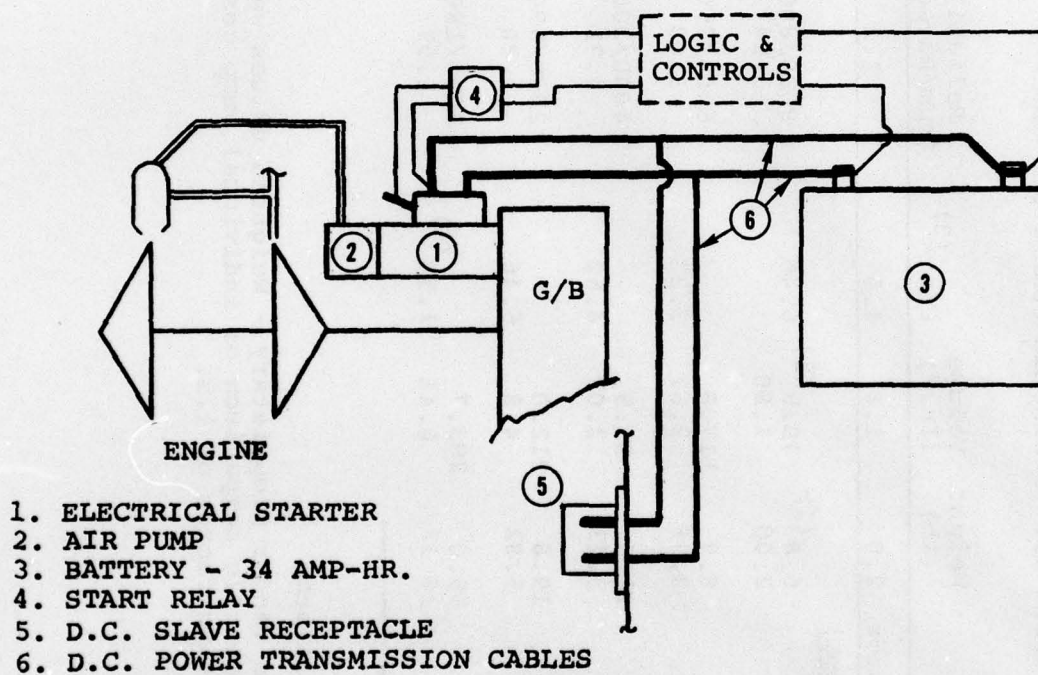 LOGIC &
CONTROLS
4
6
2
1
G/B
3
ENGINE
5
1. ELECTRICAL STARTER
2. AIR PUMP
3. BATTERY - 34 AMP-HR.
4. START RELAY
5. D.C. SLAVE RECEPTACLE
6. D.C. POWER TRANSMISSION CABLES